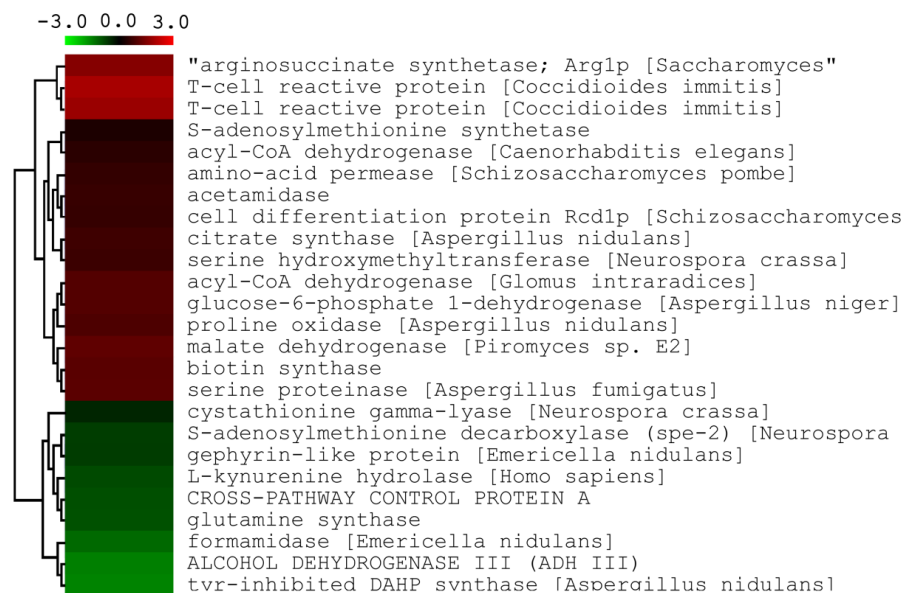 -3.0 0.0 3.0
"arginosuccinate synthetase; Arg1p [Saccharomyces"
T-cell reactive protein [Coccidioides immitis]
T-cell reactive protein [Coccidioides immitis]
S-adenosylmethionine synthetase
acyl-CoA dehydrogenase [Caenorhabditis elegans]
amino-acid permease [Schizosaccharomyces pombe]
acetamidase
cell differentiation protein Rcd1p [Schizosaccharomyces
citrate synthase [Aspergillus nidulans]
serine hydroxymethyltransferase [Neurospora crassa]
acyl-CoA dehydrogenase [Glomus intraradices]
glucose-6-phosphate 1-dehydrogenase [Aspergillus niger]
proline oxidase [Aspergillus nidulans]
malate dehydrogenase [Piromyces sp. E2]
biotin synthase
serine proteinase [Aspergillus fumigatus]
cystathionine gamma-lyase [Neurospora crassa]
S-adenosylmethionine decarboxylase (spe-2) [Neurospora
gephyrin-like protein [Emericella nidulans]
L-kynurenine hydrolase [Homo sapiens]
CROSS-PATHWAY CONTROL PROTEIN A
glutamine synthase
formamidase [Emericella nidulans]
ALCOHOL DEHYDROGENASE III (ADH III)
tyr-inhibited DAHP synthase [Aspergillus nidulans]